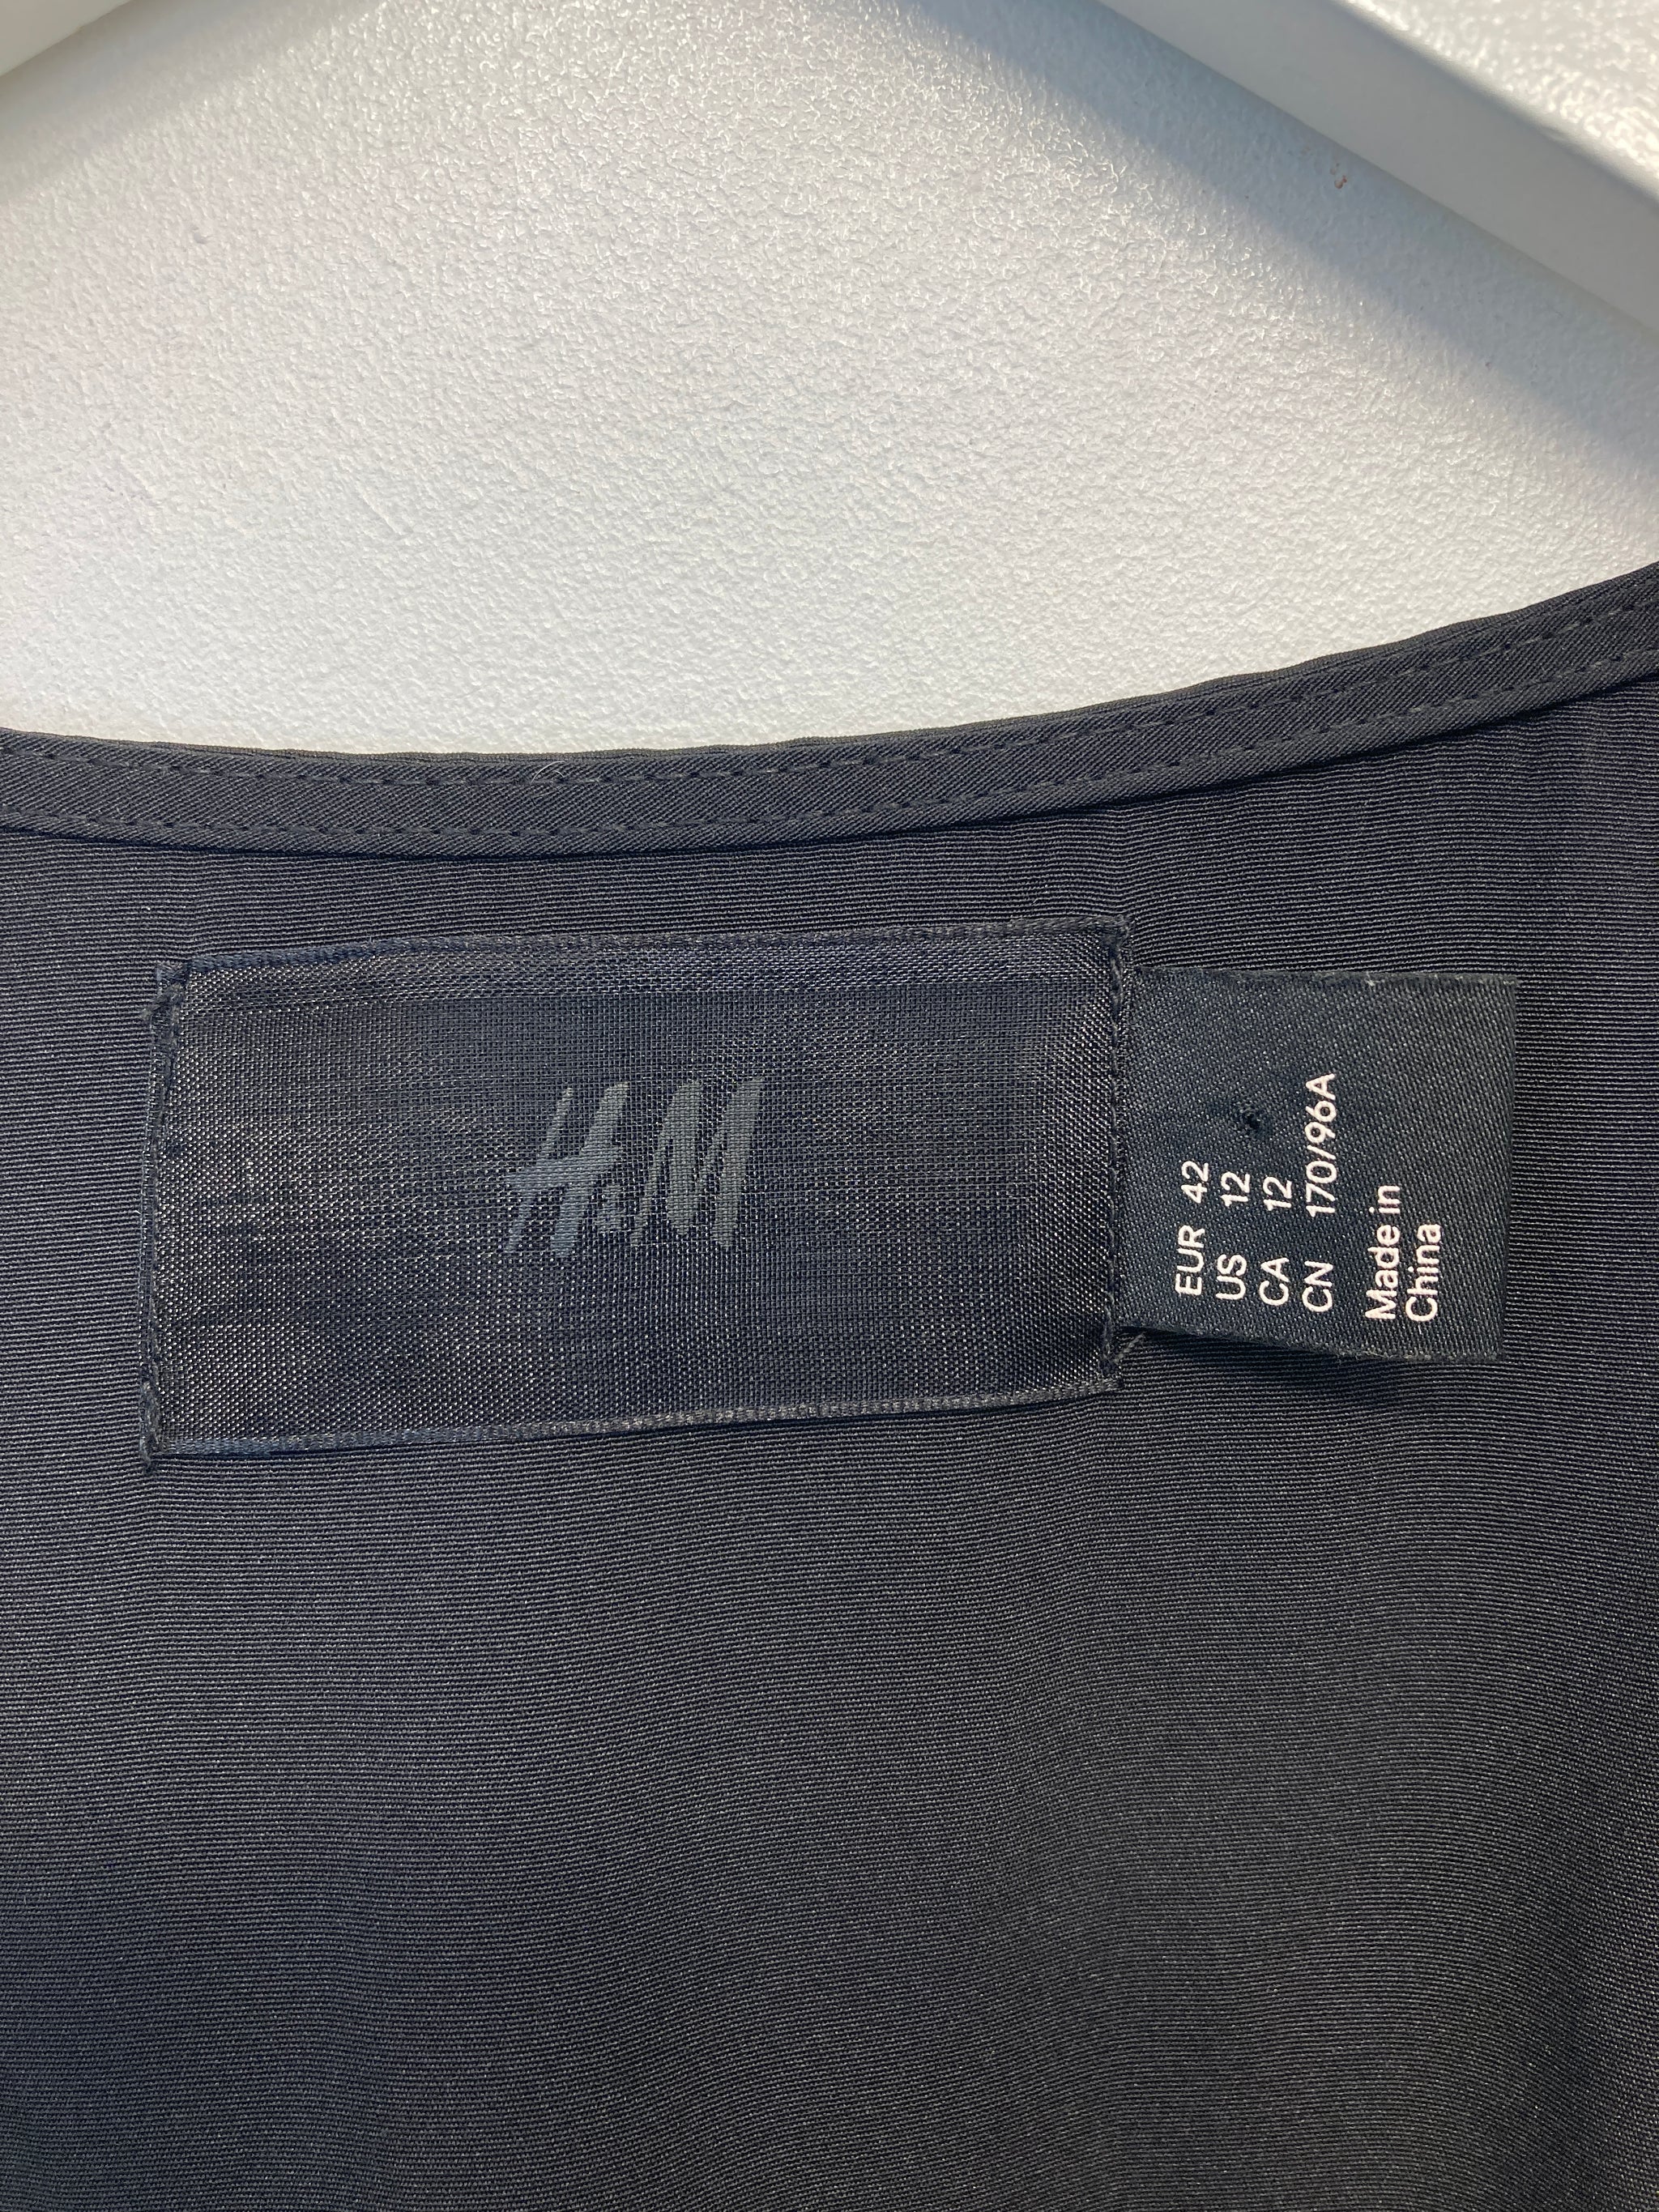 H&M
EUR 42
US 12
CA 12
CN 170/96A
Made in
China